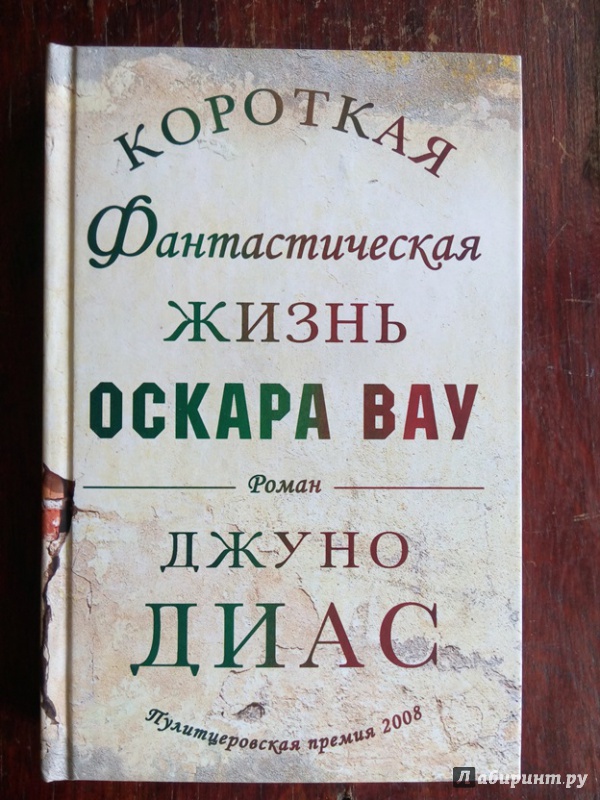 КОРОТКАЯ
Фантастическая
ЖИЗНЬ
ОСКАРА ВАУ
Роман
ДЖУНО
ДИАС
Пулитцеровская премия 2008
Лабиринт.ру